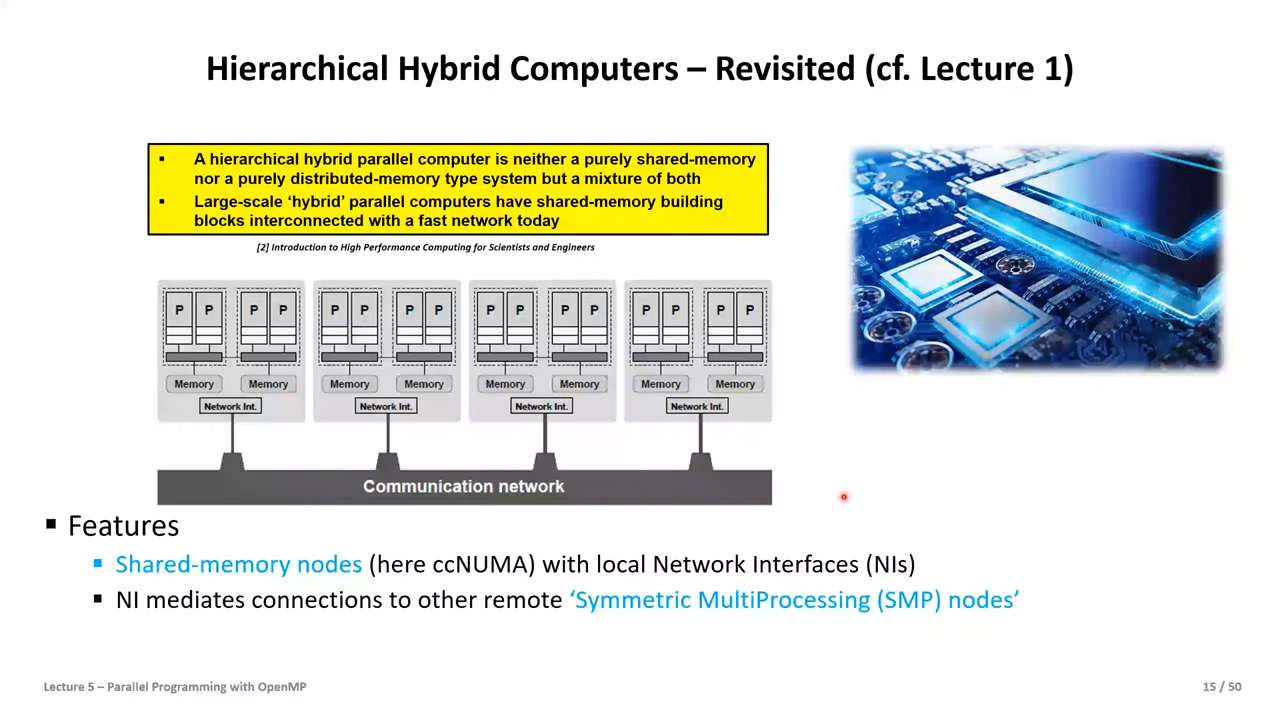 Hierarchical Hybrid Computers – Revisited (cf. Lecture 1)
▪ A hierarchical hybrid parallel computer is neither a purely shared-memory
nor a purely distributed-memory type system but a mixture of both
▪ Large-scale ‘hybrid’ parallel computers have shared-memory building
blocks interconnected with a fast network today
[2] Introduction to High Performance Computing for Scientists and Engineers
P P P P P P P P P P P P P P P P
Memory Memory Memory Memory Memory Memory Memory Memory
Network Int. Network Int. Network Int. Network Int.
Communication network
▪ Features
▪ Shared-memory nodes (here ccNUMA) with local Network Interfaces (NIs)
▪ NI mediates connections to other remote ‘Symmetric MultiProcessing (SMP) nodes’
Lecture 5 – Parallel Programming with OpenMP
15 / 50